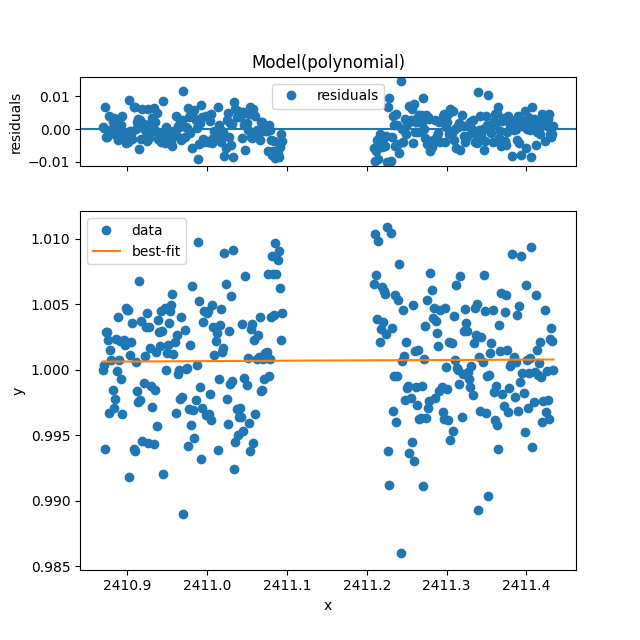 Model(polynomial)
residuals
0.01
0.00
−0.01
residuals
data
best-fit
y
1.010
1.005
1.000
0.995
0.990
0.985
2410.9 2411.0 2411.1 2411.2 2411.3 2411.4
x